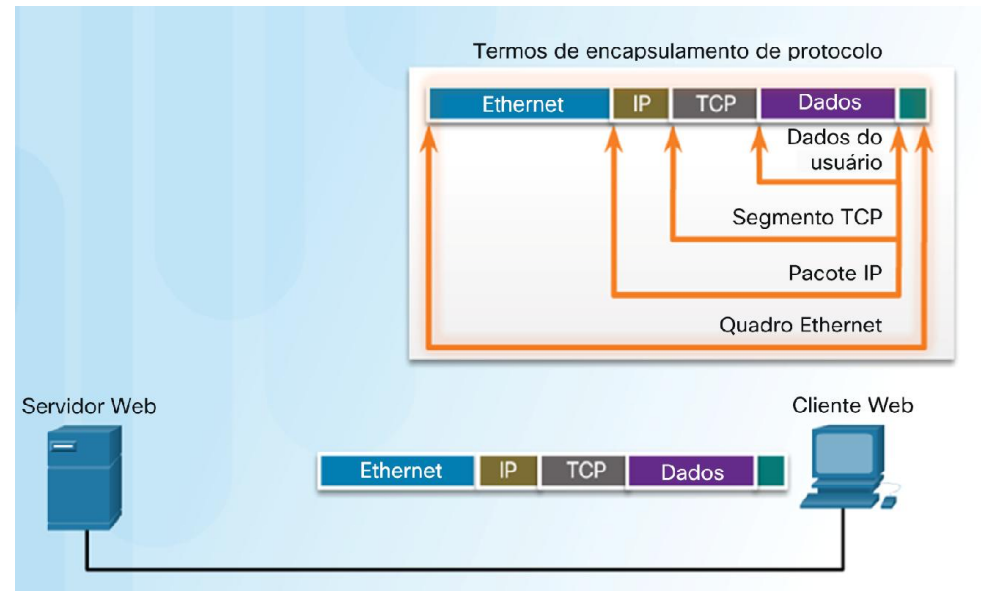 Termos de encapsulamento de protocolo
Ethernet IP TCP Dados
Dados do
usuário
Segmento TCP
Pacote IP
Quadro Ethernet
Servidor Web
Cliente Web
Ethernet IP TCP Dados